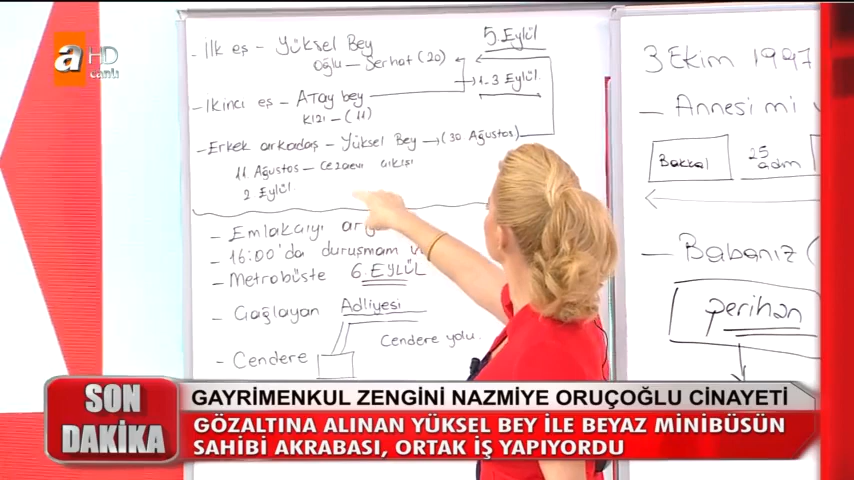 a HD
canlı
- İlk eş - Yüksel Bey
Oğlu - Serhat (20)
5 Eylül
→1-3 Eylül
- İkinci eş - Atay bey
Kızı - (11)
- Erkek arkadaş - Yüksel Bey → (30 Ağustos)
11 Ağustos - Cezaevi çıkışı
2 Eylül
- Emlakçıyı
- 16:00'da duruşmam
- Metrobüste 6 EYLÜL
- Çağlayan Adliyesi
- Cendere
Cendere yolu.
3 Ekim 1997
- Annesi mi
Bakkal
25 adm
- Babanız (
perihan
SON DAKİKA
GAYRİMENKUL ZENGİNİ NAZMİYE ORUÇOĞLU CİNAYETİ
GÖZALTINA ALINAN YÜKSEL BEY İLE BEYAZ MİNİBÜSÜN
SAHİBİ AKRABASI, ORTAK İŞ YAPIYORDU